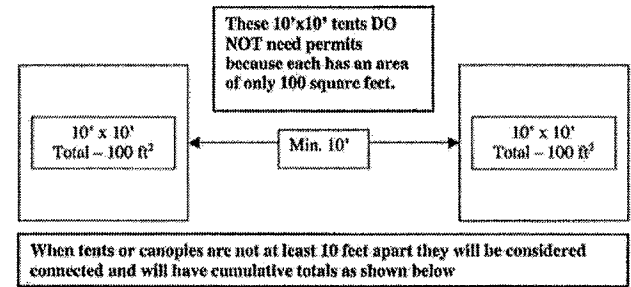 These 10'x10' tents DO
NOT need permits
because each has an area
of only 100 square feet.
10' x 10'
Total – 100 ft²
Min. 10'
10' x 10'
Total – 100 ft²
When tents or canopies are not at least 10 feet apart they will be considered
connected and will have cumulative totals as shown below